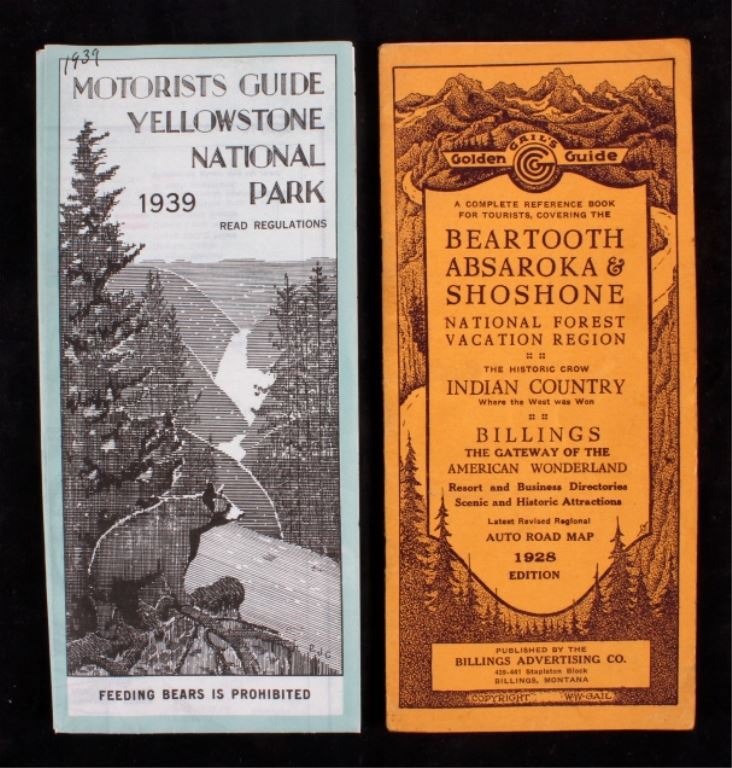 1939
MOTORISTS GUIDE
YELLOWSTONE
NATIONAL
PARK
1939
READ REGULATIONS
E.J.C
FEEDING BEARS IS PROHIBITED
GAIL'S
Golden Guide
A COMPLETE REFERENCE BOOK
FOR TOURISTS, COVERING THE
BEARTOOTH
ABSAROKA &
SHOSHONE
NATIONAL FOREST
VACATION REGION
THE HISTORIC CROW
INDIAN COUNTRY
Where the West was Won
BILLINGS
THE GATEWAY OF THE
AMERICAN WONDERLAND
Resort and Business Directories
Scenic and Historic Attractions
Latest Revised Regional
AUTO ROAD MAP
1928
EDITION
PUBLISHED BY THE
BILLINGS ADVERTISING CO.
Stapleton Block
BILLINGS, MONTANA
COPYRIGHT W.W. GAIL